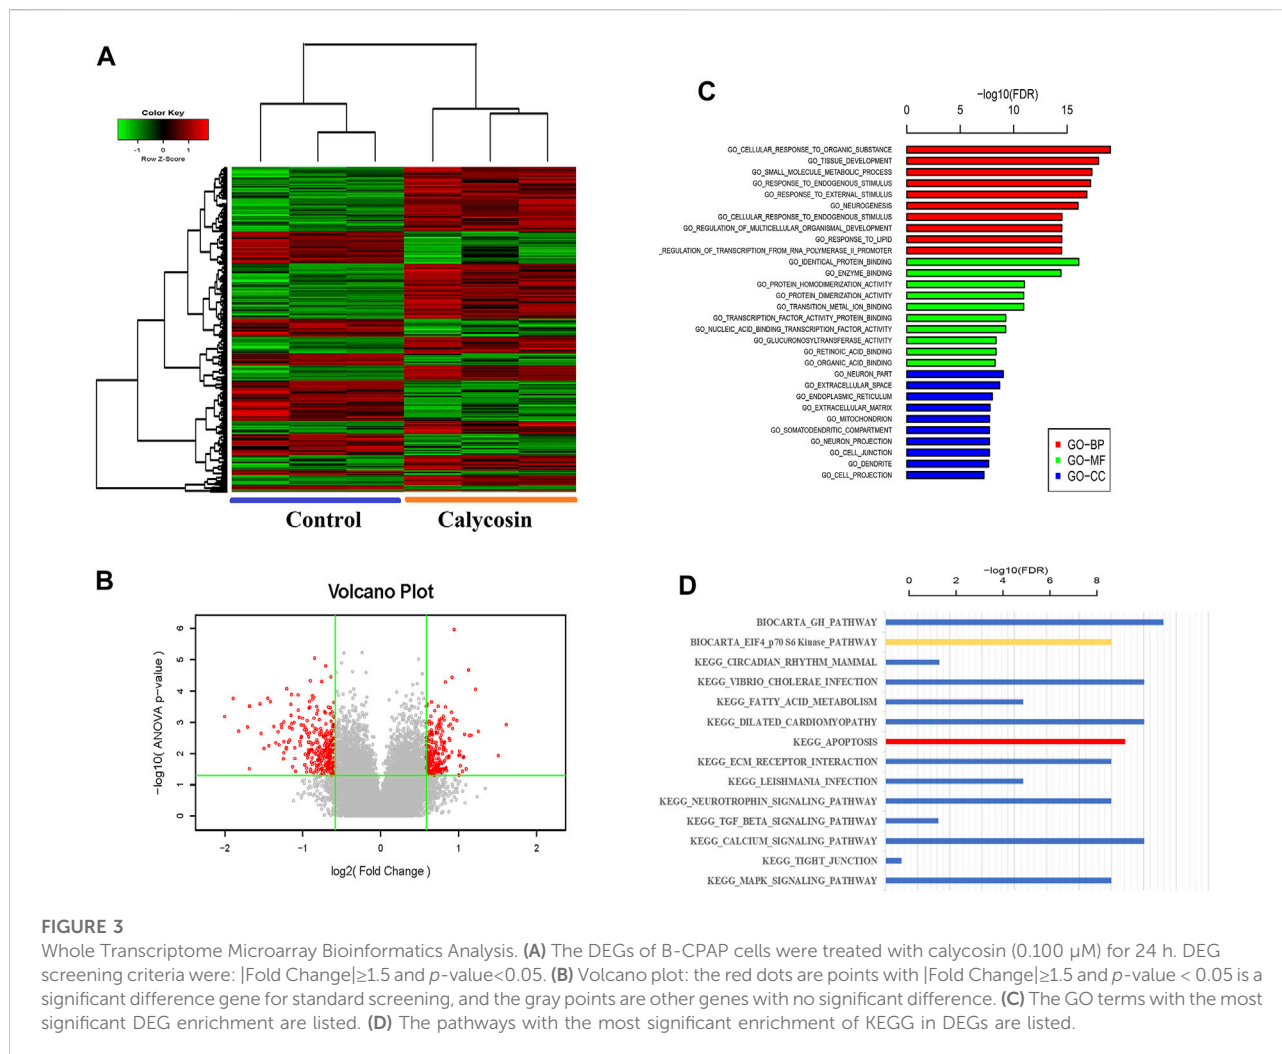 A
Color Key
-1 0 1
Row Z-Score
Control Calycosin
B
Volcano Plot
-log10( ANOVA p-value )
6
5
4
3
2
1
0
-2 -1 0 1 2
log2( Fold Change )
C
-log10(FDR)
0 5 10 15
GO_CELLULAR_RESPONSE_TO_ORGANIC_SUBSTANCE
GO_TISSUE_DEVELOPMENT
GO_SMALL_MOLECULE_METABOLIC_PROCESS
GO_RESPONSE_TO_ENDOGENOUS_STIMULUS
GO_RESPONSE_TO_EXTERNAL_STIMULUS
GO_NEUROGENESIS
GO_CELLULAR_RESPONSE_TO_ENDOGENOUS_STIMULUS
GO_REGULATION_OF_MULTICELLULAR_ORGANISMAL_DEVELOPMENT
GO_RESPONSE_TO_LIPID
_REGULATION_OF_TRANSCRIPTION_FROM_RNA_POLYMERASE_II_PROMOTER
GO_IDENTICAL_PROTEIN_BINDING
GO_ENZYME_BINDING
GO_PROTEIN_HOMODIMERIZATION_ACTIVITY
GO_PROTEIN_DIMERIZATION_ACTIVITY
GO_TRANSITION_METAL_ION_BINDING
GO_TRANSCRIPTION_FACTOR_ACTIVITY_PROTEIN_BINDING
GO_NUCLEIC_ACID_BINDING_TRANSCRIPTION_FACTOR_ACTIVITY
GO_GLUCURONOSYLTRANSFERASE_ACTIVITY
GO_RETINOIC_ACID_BINDING
GO_ORGANIC_ACID_BINDING
GO_NEURON_PART
GO_EXTRACELLULAR_SPACE
GO_ENDOPLASMIC_RETICULUM
GO_EXTRACELLULAR_MATRIX
GO_MITOCHONDRION
GO_SOMATODENDRITIC_COMPARTMENT
GO_NEURON_PROJECTION
GO_CELL_JUNCTION
GO_DENDRITE
GO_CELL_PROJECTION
GO-BP
GO-MF
GO-CC
D
-log10(FDR)
0 2 4 6 8
BIOCARTA_GH_PATHWAY
BIOCARTA_EIF4_p70 S6 Kinase_PATHWAY
KEGG_CIRCADIAN_RHYTHM_MAMMAL
KEGG_VIBRIO_CHOLERAE_INFECTION
KEGG_FATTY_ACID_METABOLISM
KEGG_DILATED_CARDIOMYOPATHY
KEGG_APOPTOSIS
KEGG_ECM_RECEPTOR_INTERACTION
KEGG_LEISHMANIA_INFECTION
KEGG_NEUROTROPHIN_SIGNALING_PATHWAY
KEGG_TGF_BETA_SIGNALING_PATHWAY
KEGG_CALCIUM_SIGNALING_PATHWAY
KEGG_TIGHT_JUNCTION
KEGG_MAPK_SIGNALING_PATHWAY
FIGURE 3
Whole Transcriptome Microarray Bioinformatics Analysis. (A) The DEGs of B-CPAP cells were treated with calycosin (0.100 μM) for 24 h. DEG
screening criteria were: |Fold Change|≥1.5 and p-value<0.05. (B) Volcano plot: the red dots are points with |Fold Change|≥1.5 and p-value < 0.05 is a
significant difference gene for standard screening, and the gray points are other genes with no significant difference. (C) The GO terms with the most
significant DEG enrichment are listed. (D) The pathways with the most significant enrichment of KEGG in DEGs are listed.